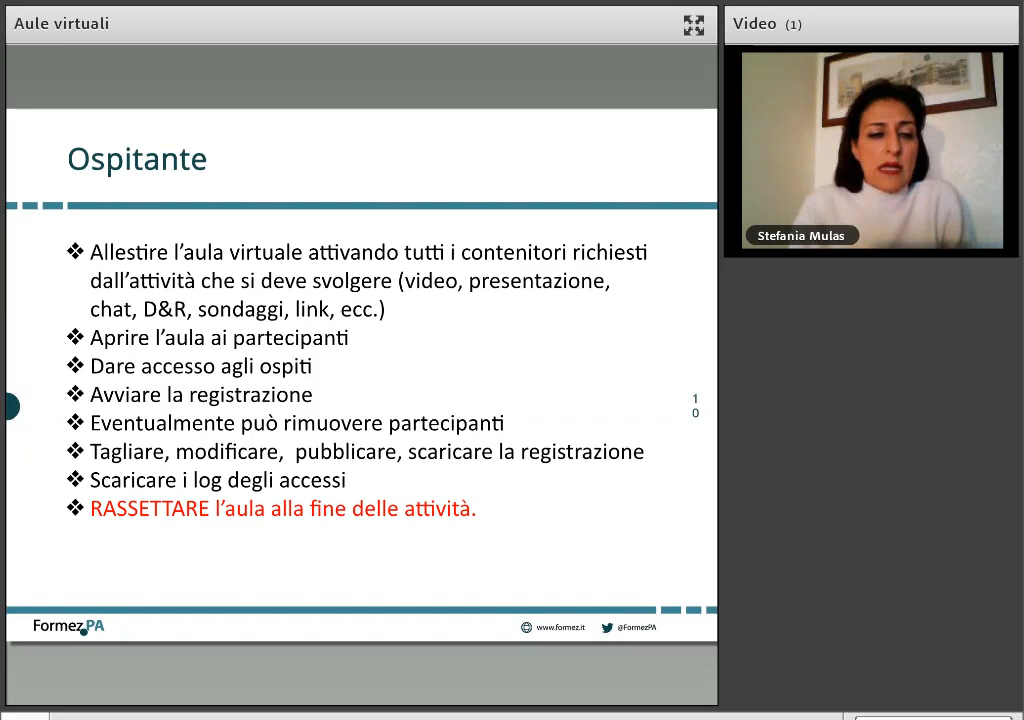 Aule virtuali
Video (1)
Stefania Mulas
Ospitante
❖ Allestire l’aula virtuale attivando tutti i contenitori richiesti
dall’attività che si deve svolgere (video, presentazione,
chat, D&R, sondaggi, link, ecc.)
❖ Aprire l’aula ai partecipanti
❖ Dare accesso agli ospiti
❖ Avviare la registrazione
❖ Eventualmente può rimuovere partecipanti
❖ Tagliare, modificare,  pubblicare, scaricare la registrazione
❖ Scaricare i log degli accessi
❖ RASSETTARE l’aula alla fine delle attività.
1
0
Formez PA
www.formez.it @FormezPA